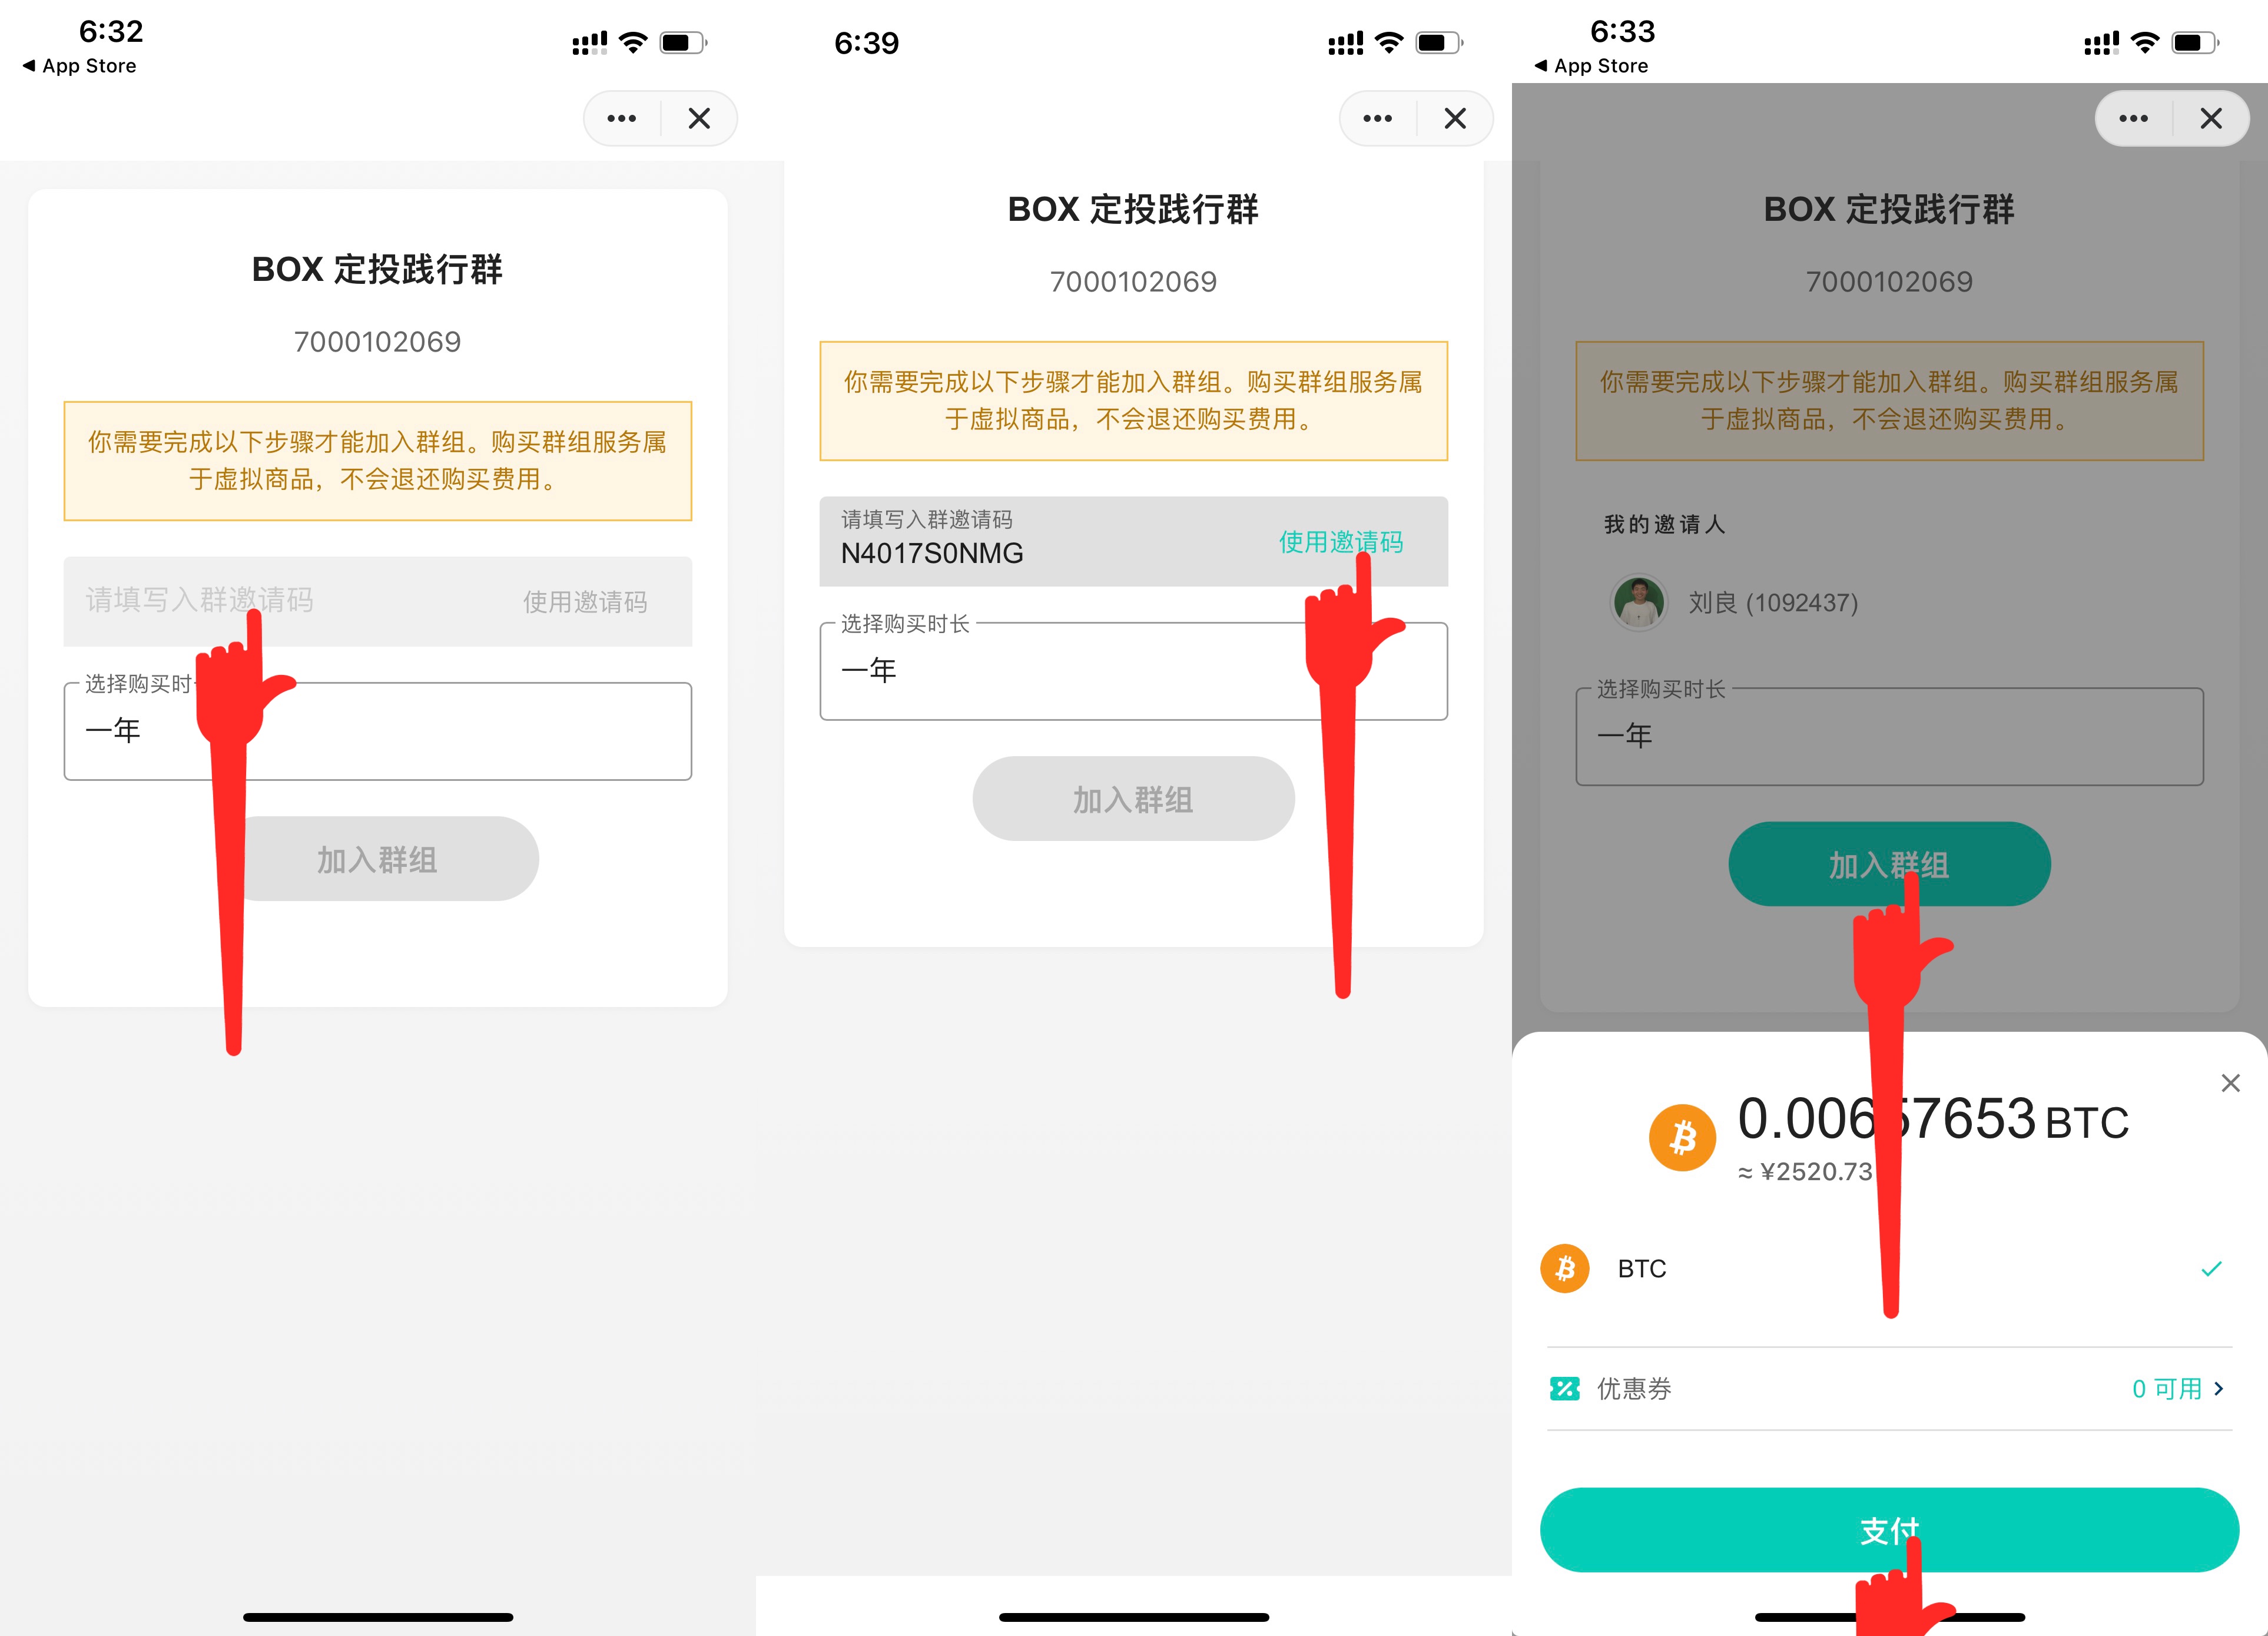 6:32
App Store
BOX 定投践行群
7000102069
你需要完成以下步骤才能加入群组。购买群组服务属
于虚拟商品，不会退还购买费用。
请填写入群邀请码
使用邀请码
选择购买时
一年
加入群组
6:39
BOX 定投践行群
7000102069
你需要完成以下步骤才能加入群组。购买群组服务属
于虚拟商品，不会退还购买费用。
请填写入群邀请码
N4017S0NMG
使用邀请码
选择购买时长
一年
加入群组
6:33
App Store
BOX 定投践行群
7000102069
你需要完成以下步骤才能加入群组。购买群组服务属
于虚拟商品，不会退还购买费用。
我的邀请人
刘良 (1092437)
选择购买时长
一年
加入群组
BTC
≈ ¥2520.73
BTC
优惠券
0 可用
支付